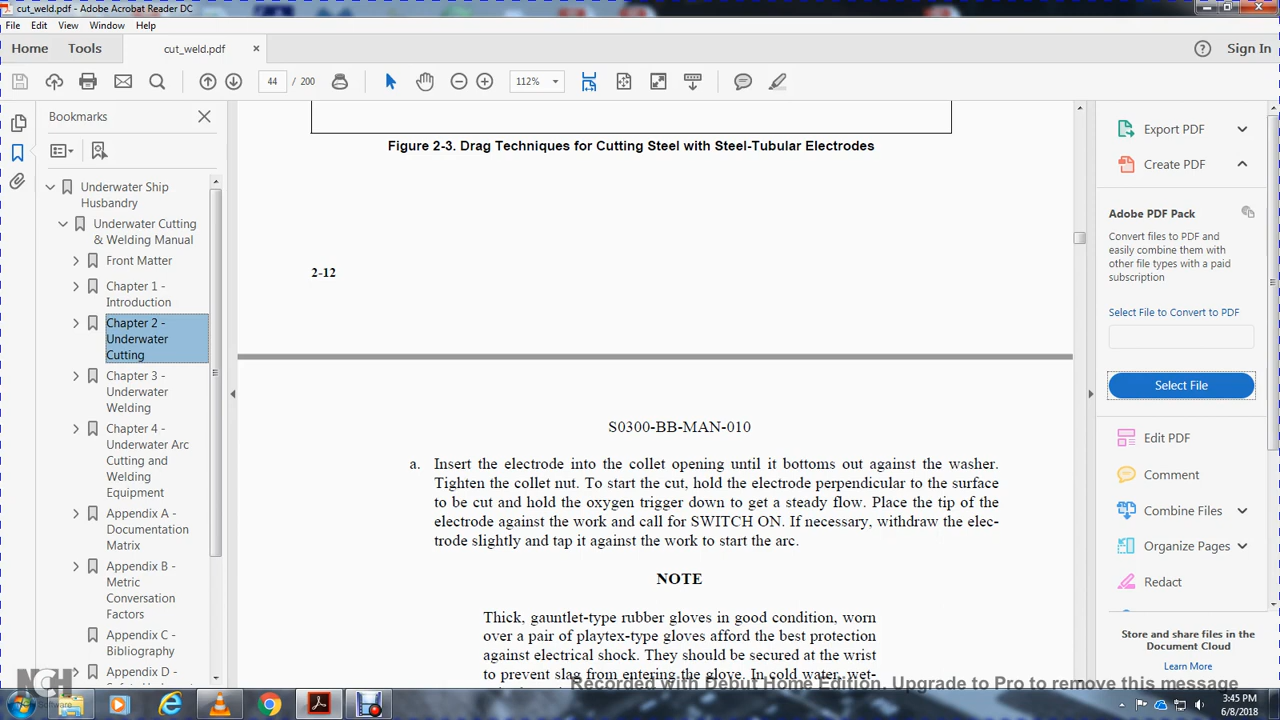 cut_weld.pdf - Adobe Acrobat Reader DC
File Edit View Window Help
Home Tools cut_weld.pdf × Sign In
44 / 200 112%
Bookmarks
Underwater Ship
Husbandry
Underwater Cutting
& Welding Manual
Front Matter
Chapter 1 -
Introduction
Chapter 2 -
Underwater
Cutting
Chapter 3 -
Underwater
Welding
Chapter 4 -
Underwater Arc
Cutting and
Welding
Equipment
Appendix A -
Documentation
Matrix
Appendix B -
Metric
Conversation
Factors
Appendix C -
Bibliography
Appendix D -
Figure 2-3. Drag Techniques for Cutting Steel with Steel-Tubular Electrodes
2-12
S0300-BB-MAN-010
a. Insert the electrode into the collet opening until it bottoms out against the washer.
Tighten the collet nut. To start the cut, hold the electrode perpendicular to the surface
to be cut and hold the oxygen trigger down to get a steady flow. Place the tip of the
electrode against the work and call for SWITCH ON. If necessary, withdraw the elec-
trode slightly and tap it against the work to start the arc.
NOTE
Thick, gauntlet-type rubber gloves in good condition, worn
over a pair of playtex-type gloves afford the best protection
against electrical shock. They should be secured at the wrist
to prevent slag from entering the glove. In cold water, wet-
Export PDF
Create PDF
Adobe PDF Pack
Convert files to PDF and
easily combine them with
other file types with a paid
subscription
Select File to Convert to PDF
Select File
Edit PDF
Comment
Combine Files
Organize Pages
Redact
Store and share files in the
Document Cloud
Learn More
NCH
Software
Recorded with Debut Home Edition. Upgrade to Pro to remove this message
3:45 PM
6/8/2018